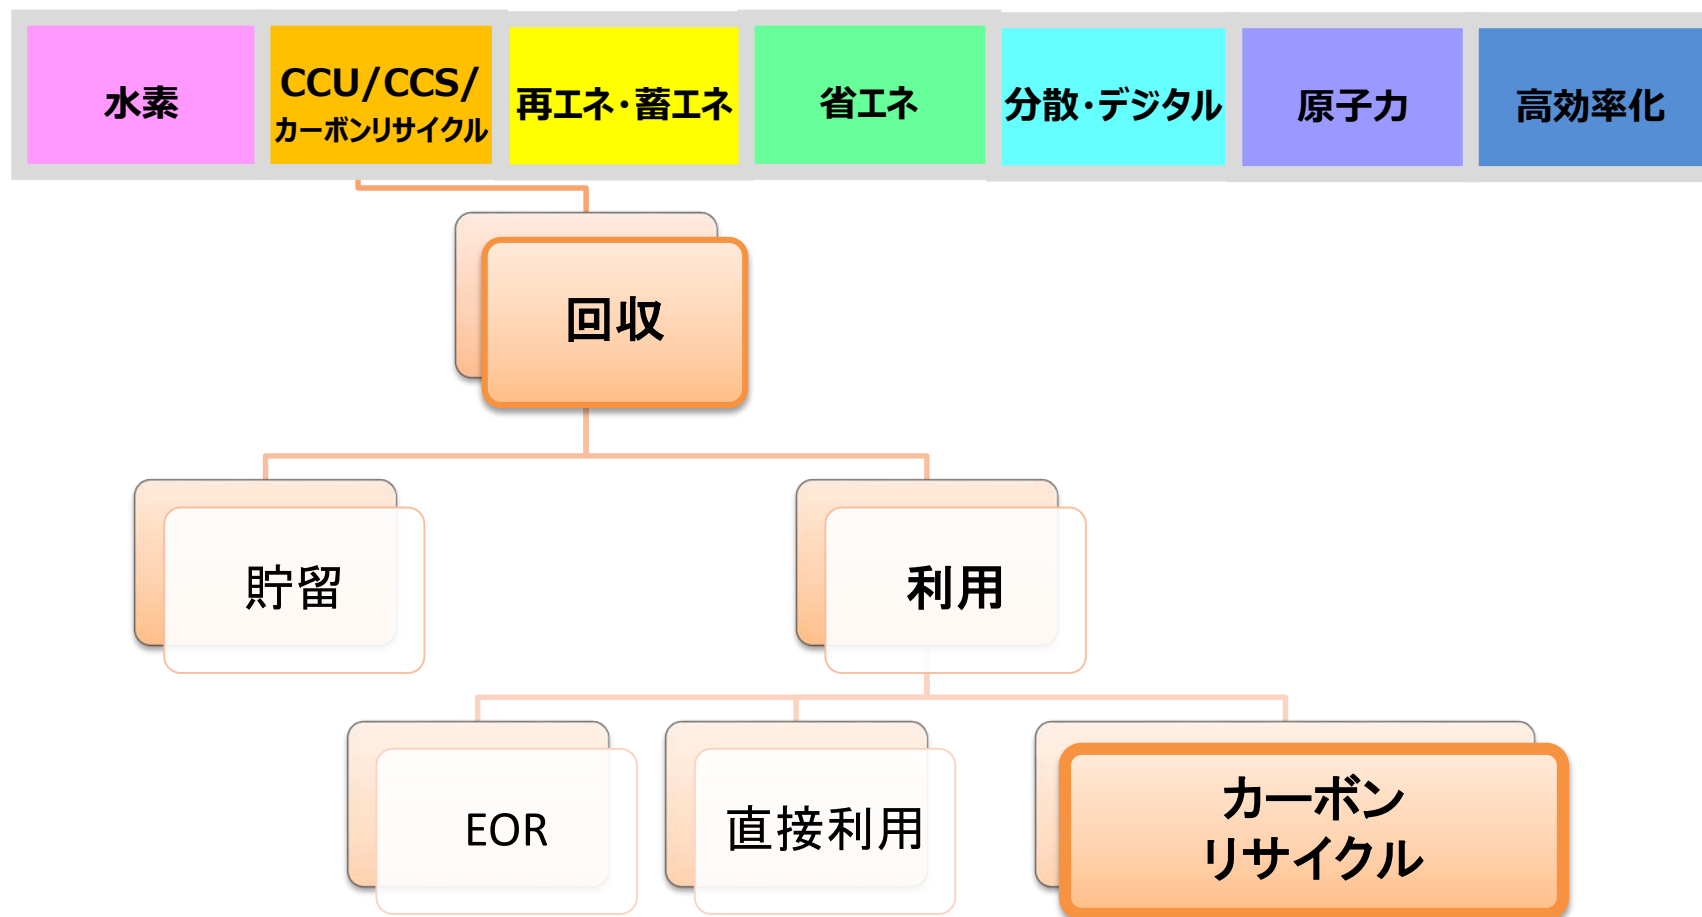 水素
CCU/CCS/
カーボンリサイクル
再エネ・蓄エネ
省エネ
分散・デジタル
原子力
高効率化
回収
貯留
利用
EOR
直接利用
カーボン
リサイクル